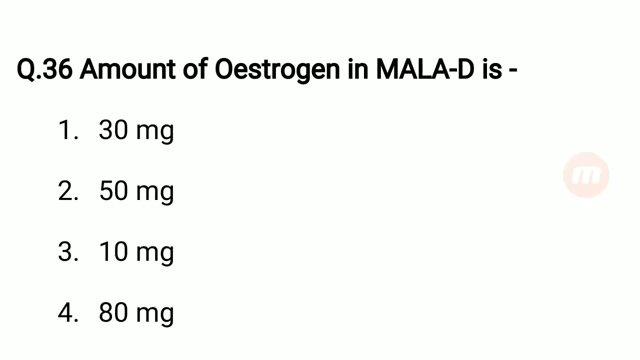 Q.36 Amount of Oestrogen in MALA-D is -
1. 30 mg
2. 50 mg
3. 10 mg
4. 80 mg